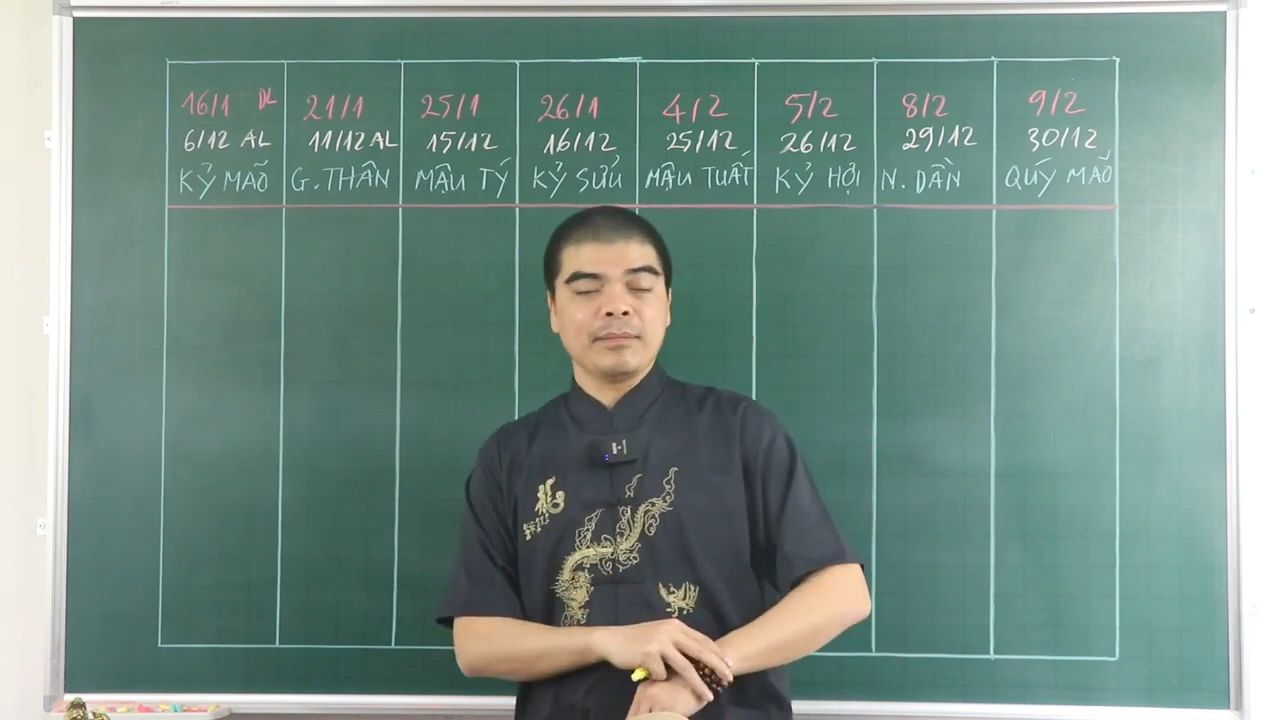 16/1 DL
6/12 AL
KỶ MÃO
21/1
11/12 AL
G. THÂN
25/1
15/12
MẬU TÝ
26/1
16/12
KỶ SỬU
4/2
25/12
MẬU TUẤT
5/2
26/12
KỶ HỢI
8/2
29/12
N. DẦN
9/2
30/12
QUÝ MÃO